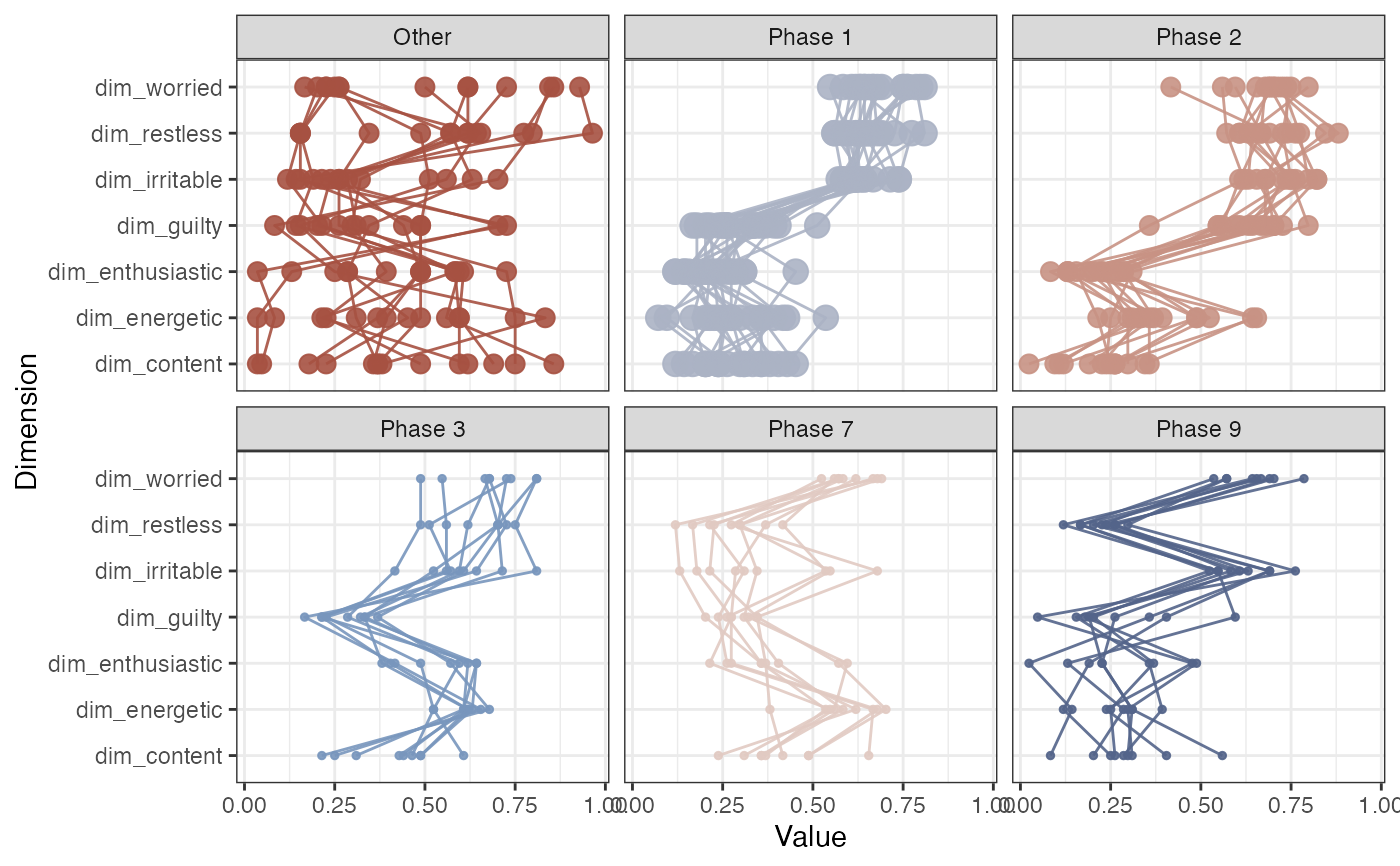 Other Phase 1 Phase 2
dim_worried
dim_restless
dim_irritable
dim_guilty
dim_enthusiastic
dim_energetic
dim_content
Phase 3 Phase 7 Phase 9
dim_worried
dim_restless
dim_irritable
dim_guilty
dim_enthusiastic
dim_energetic
dim_content
0.00 0.25 0.50 0.75 1.00 0.00 0.25 0.50 0.75 1.00 0.00 0.25 0.50 0.75 1.00
Value
Dimension